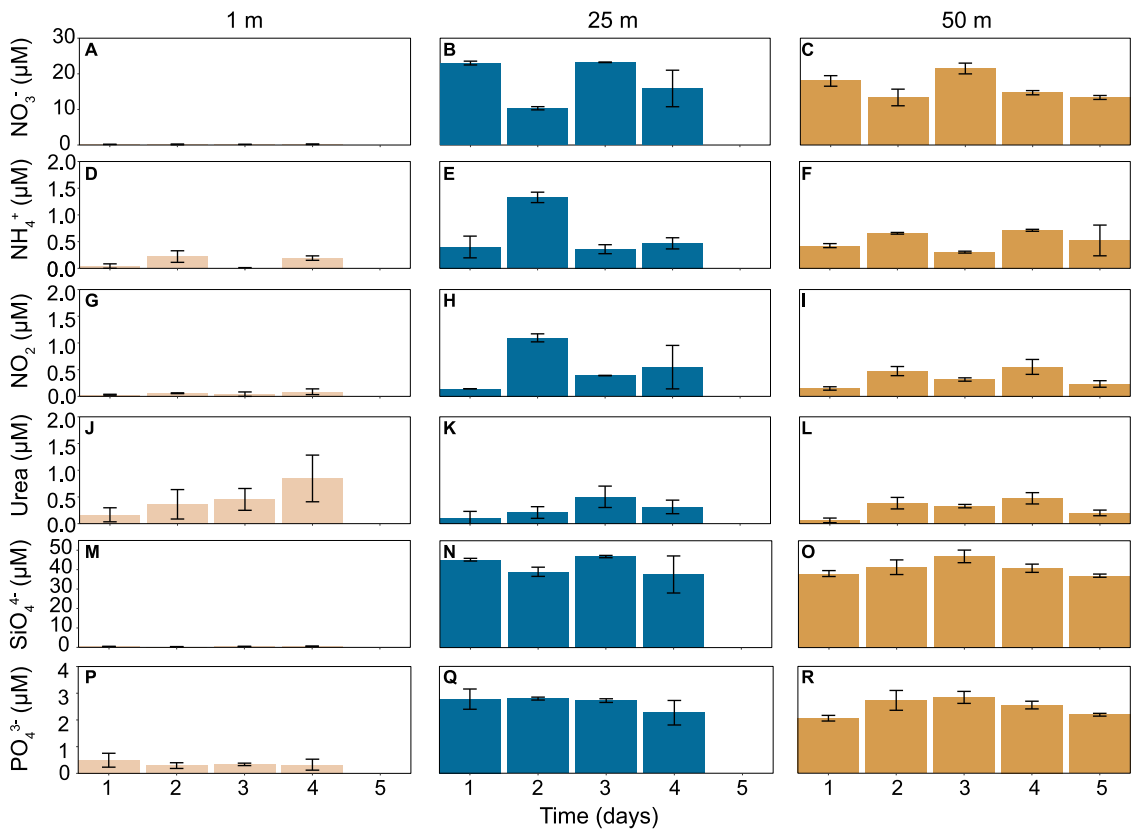 1 m 25 m 50 m
A B C
NO₃⁻ (μM)
30
20
10
0
D E F
NH₄⁺ (μM)
2.0
1.5
1.0
0.5
0.0
G H I
NO₂ (μM)
2.0
1.5
1.0
0.5
0.0
J K L
Urea (μM)
2.0
1.5
1.0
0.5
0.0
M N O
SiO₄⁴⁻ (μM)
50
40
30
20
10
0
P Q R
PO₄³⁻ (μM)
4
3
2
1
0
1 2 3 4 5 1 2 3 4 5 1 2 3 4 5
Time (days)